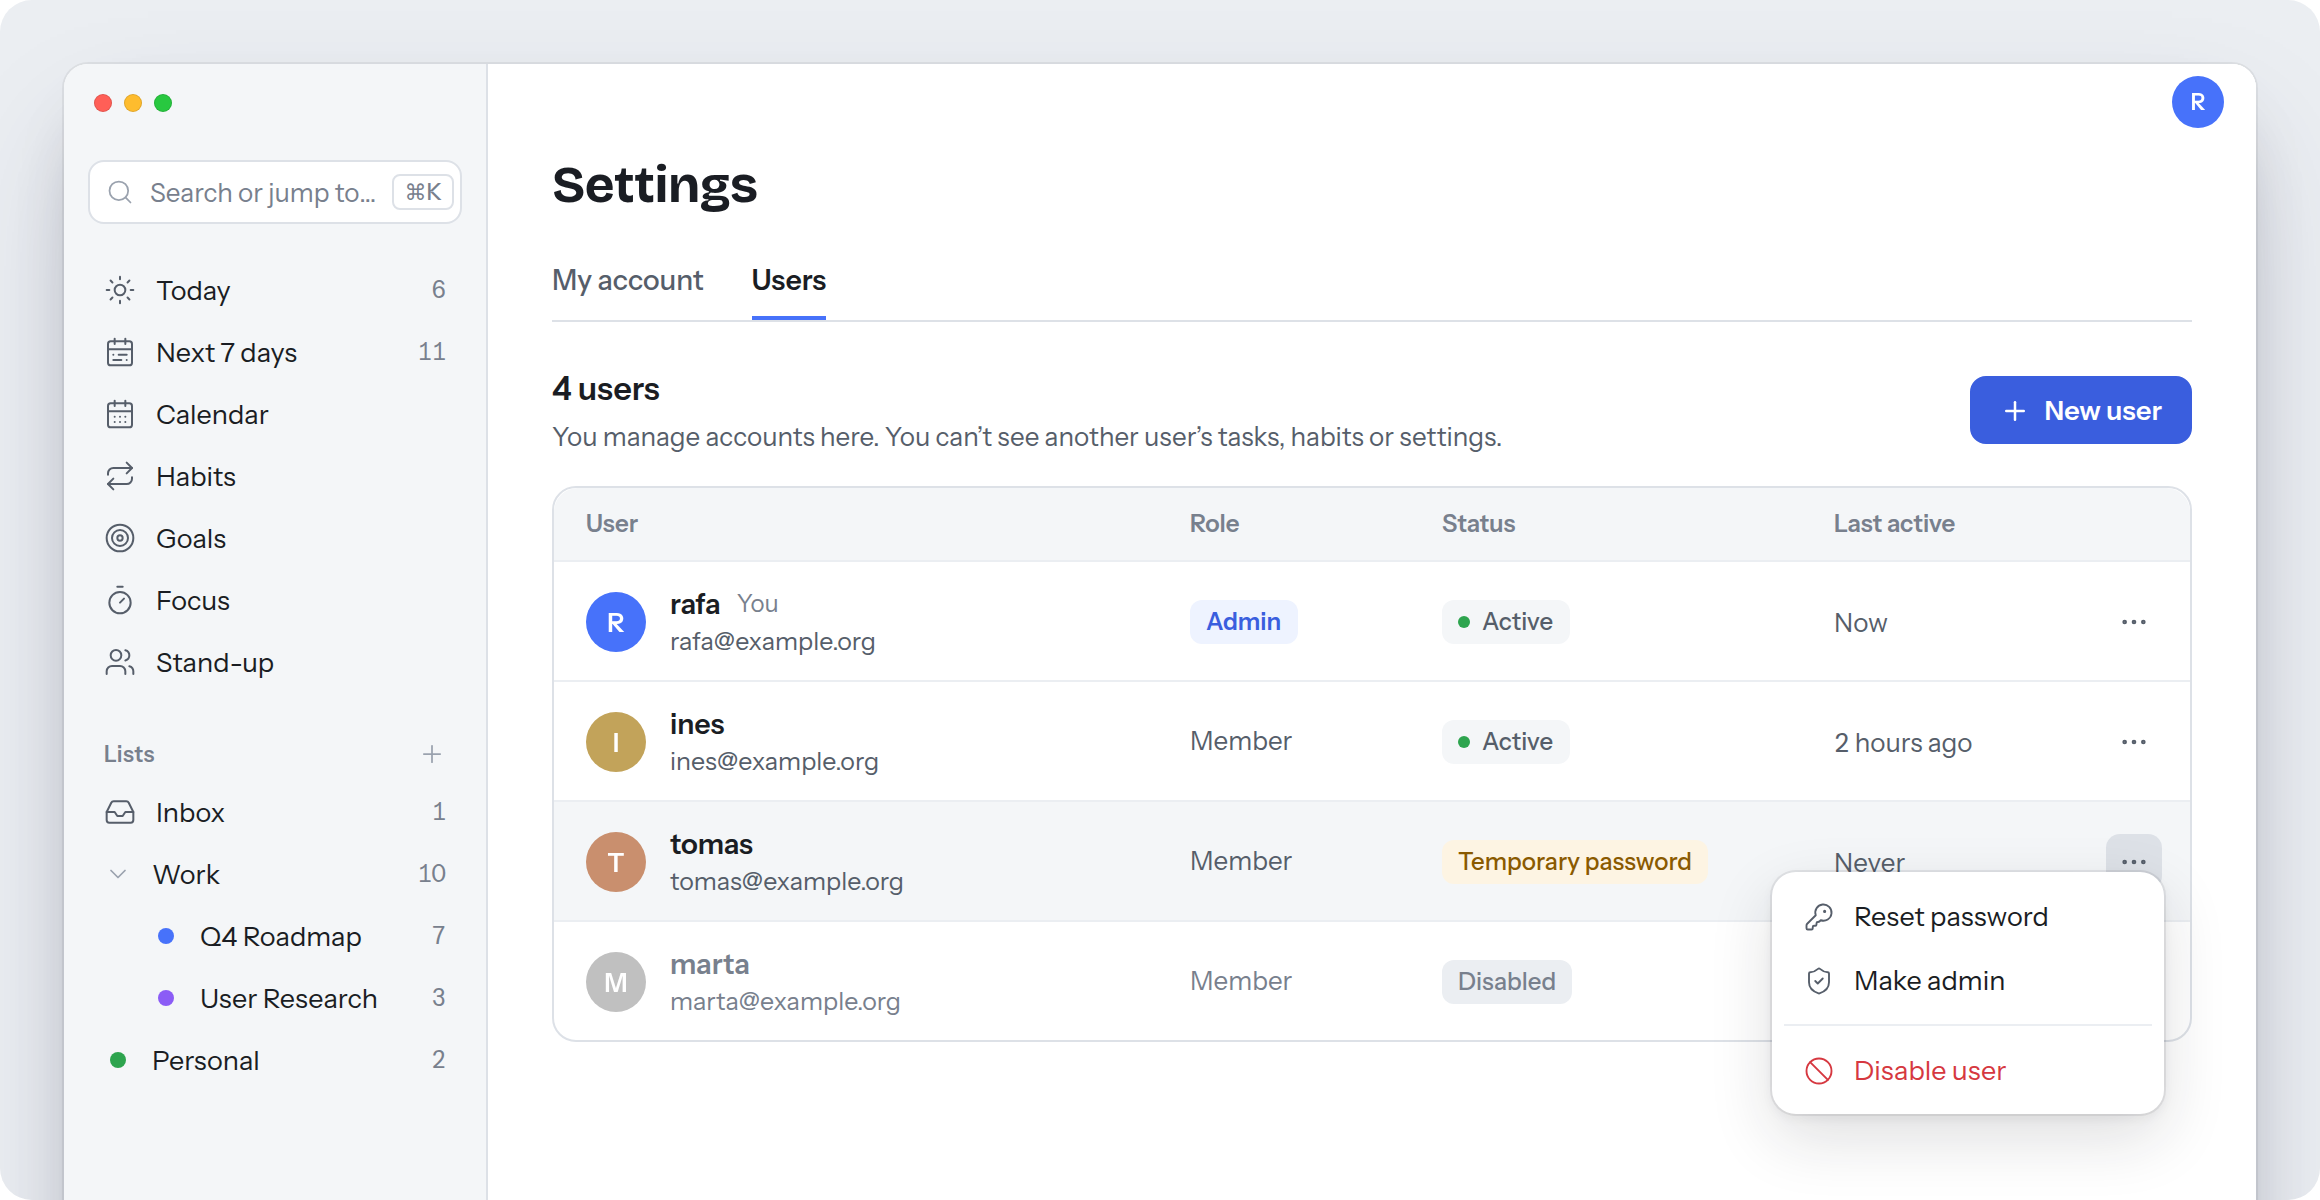 R
Search or jump to... ⌘K
Settings
My account Users
Today 6
Next 7 days 11
Calendar
Habits
Goals
Focus
Stand-up
Lists
Inbox 1
Work 10
Q4 Roadmap 7
User Research 3
Personal 2
4 users
You manage accounts here. You can’t see another user’s tasks, habits or settings.
New user
User Role Status Last active
R rafa You
rafa@example.org
Admin Active Now
I ines
ines@example.org
Member Active 2 hours ago
T tomas
tomas@example.org
Member Temporary password Never
M marta
marta@example.org
Member Disabled
Reset password
Make admin
Disable user